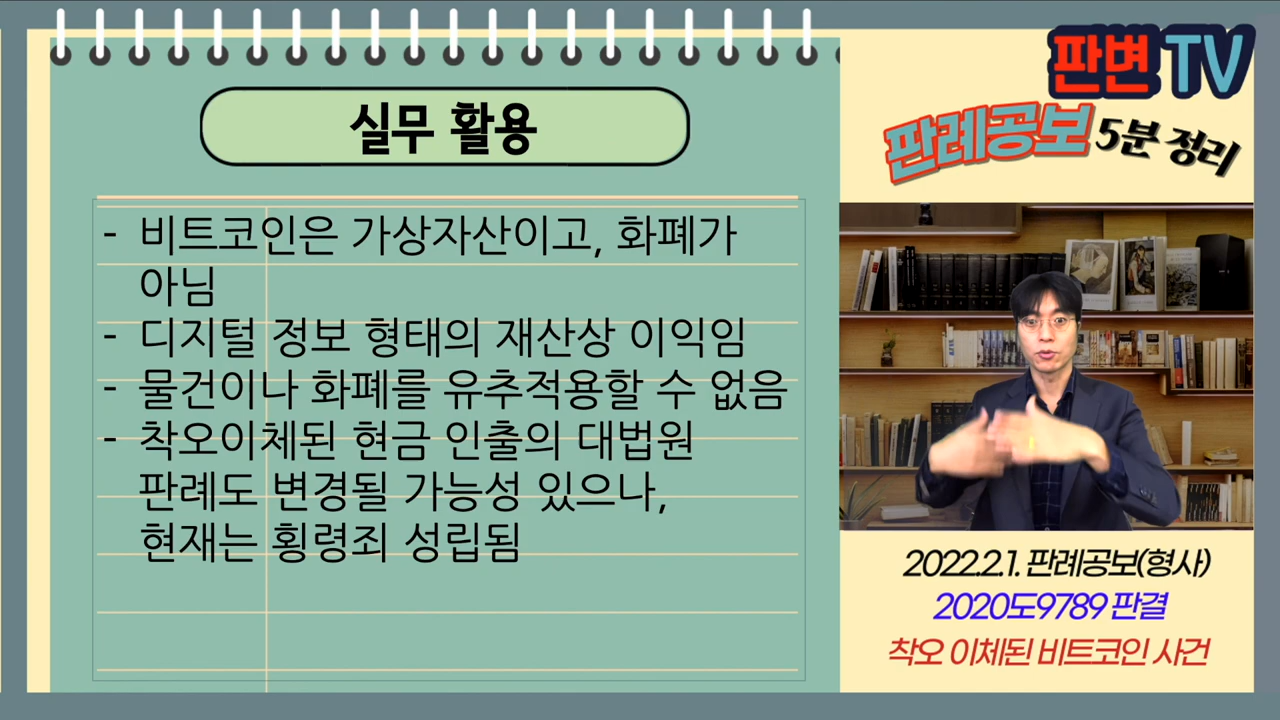 실무 활용
- 비트코인은 가상자산이고, 화폐가
아님
- 디지털 정보 형태의 재산상 이익임
- 물건이나 화폐를 유추적용할 수 없음
- 착오이체된 현금 인출의 대법원
판례도 변경될 가능성 있으나,
현재는 횡령죄 성립됨
판변 TV
판례공보 5분 정리
2022.2.1. 판례공보(형사)
2020도9789 판결
착오 이체된 비트코인 사건